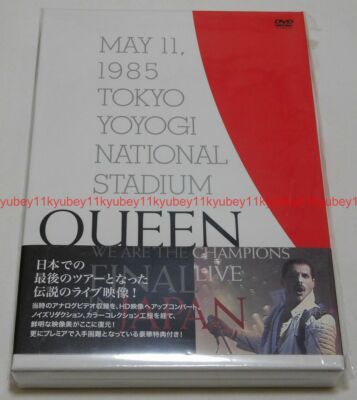 DVD
MAY 11,
1985
TOKYO
YOYOGI
NATIONAL
STADIUM
kyubey11kyubey11kyubey11kyubey11kyubey11kyubey11kyubey11
QUEEN
WE ARE THE CHAMPIONS
FINAL LIVE
JAPAN
日本での
最後のツアーとなった
伝説のライブ映像!
当時のアナログビデオ収録を、HD映像へアップコンバート。
ノイズリダクション、カラーコレクション工程を経て、
鮮明な映像美がここに復元!
更にプレミアで入手困難となっている豪華特典付き!